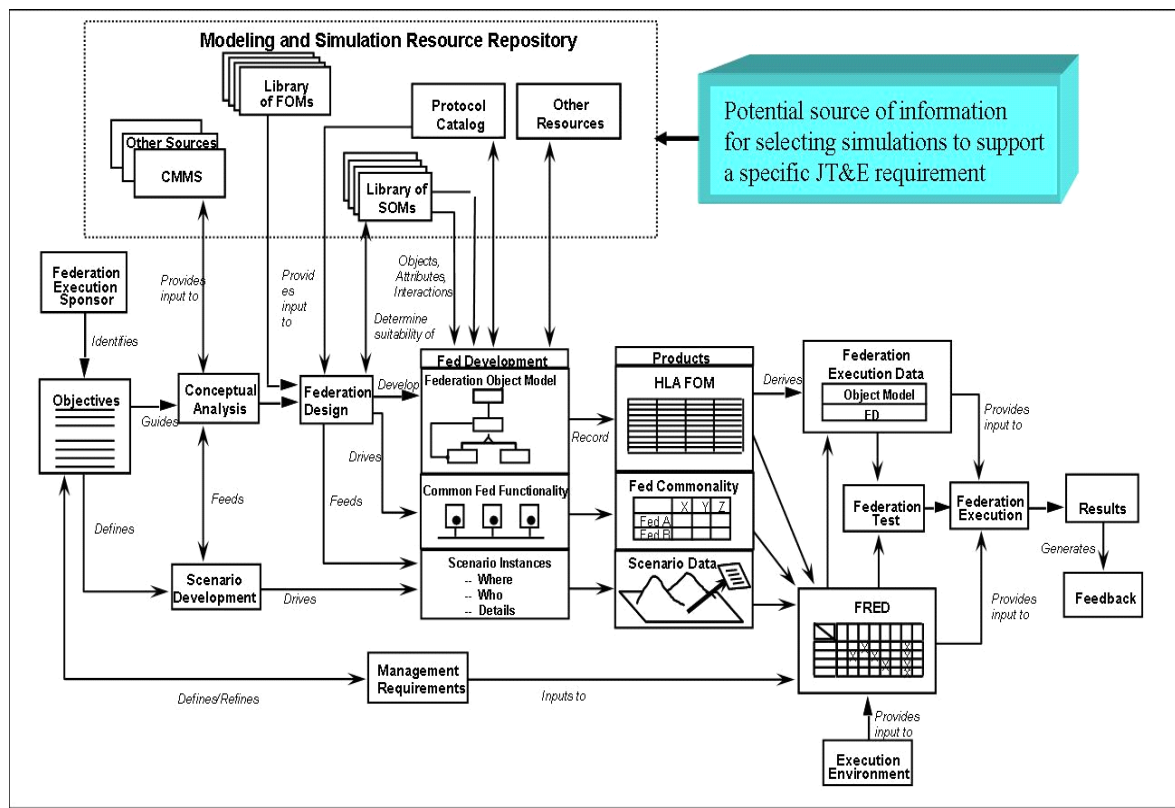 Modeling and Simulation Resource Repository
Library
of FOMs
Other Sources
CMMS
Protocol
Catalog
Other
Resources
Library of
SOMs
Potential source of information
for selecting simulations to support
a specific JT&E requirement
Federation
Execution
Sponsor
Provides
input to
Provid
es
input
to
Objects,
Attributes,
Interactions
Determine
suitability of
Identifies
Objectives
Guides
Conceptual
Analysis
Federation
Design
Develop
Fed Development
Federation Object Model
Record
Products
HLA FOM
Derives
Federation
Execution Data
Object Model
FD
Provides
input to
Drives
Feeds
Feeds
Common Fed Functionality
Fed Commonality
X Y Z
Fed A
Fed B
Federation
Test
Federation
Execution
Results
Generates
Feedback
Defines
Scenario
Development
Drives
Scenario Instances
-- Where
-- Who
-- Details
Scenario Data
FRED
Provides
input to
Defines/Refines
Management
Requirements
Inputs to
Provides
input to
Execution
Environment